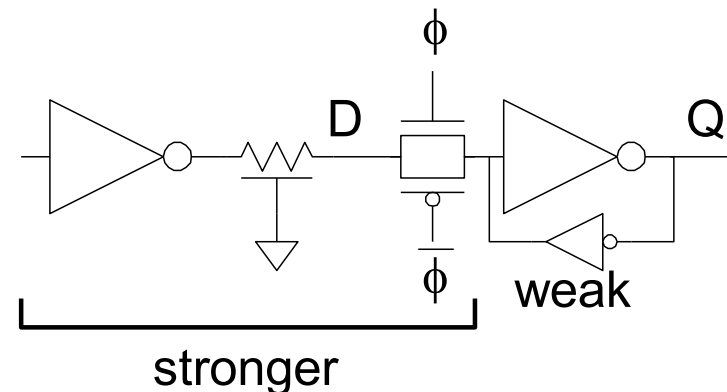 ϕ
D
Q
ϕ̅
weak
stronger